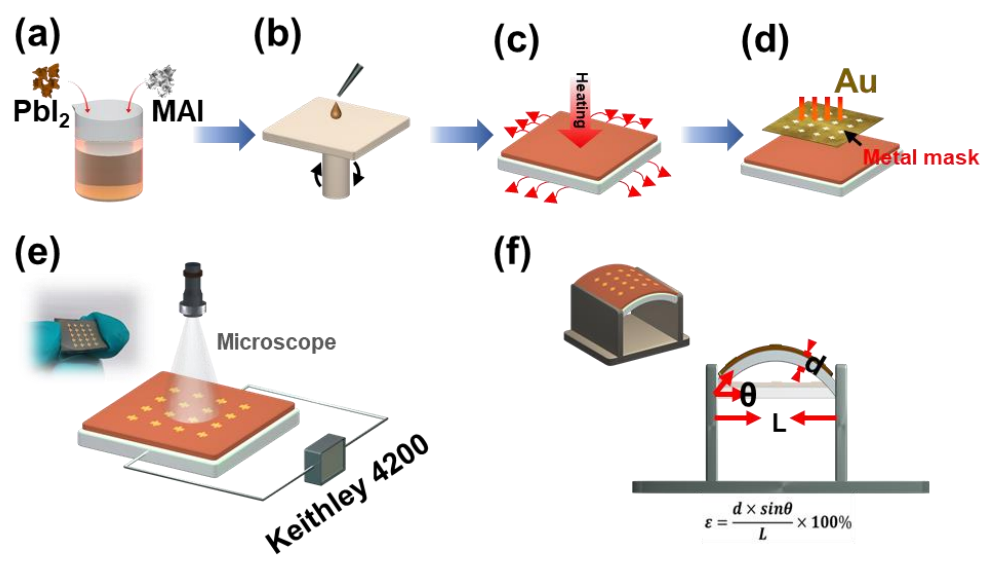 (a)
(b)
(c)
(d)
PbI₂
MAI
Heating
Au
Metal mask
(e)
(f)
Microscope
Keithley 4200
d
θ
L
ε = d × sinθ / L × 100%